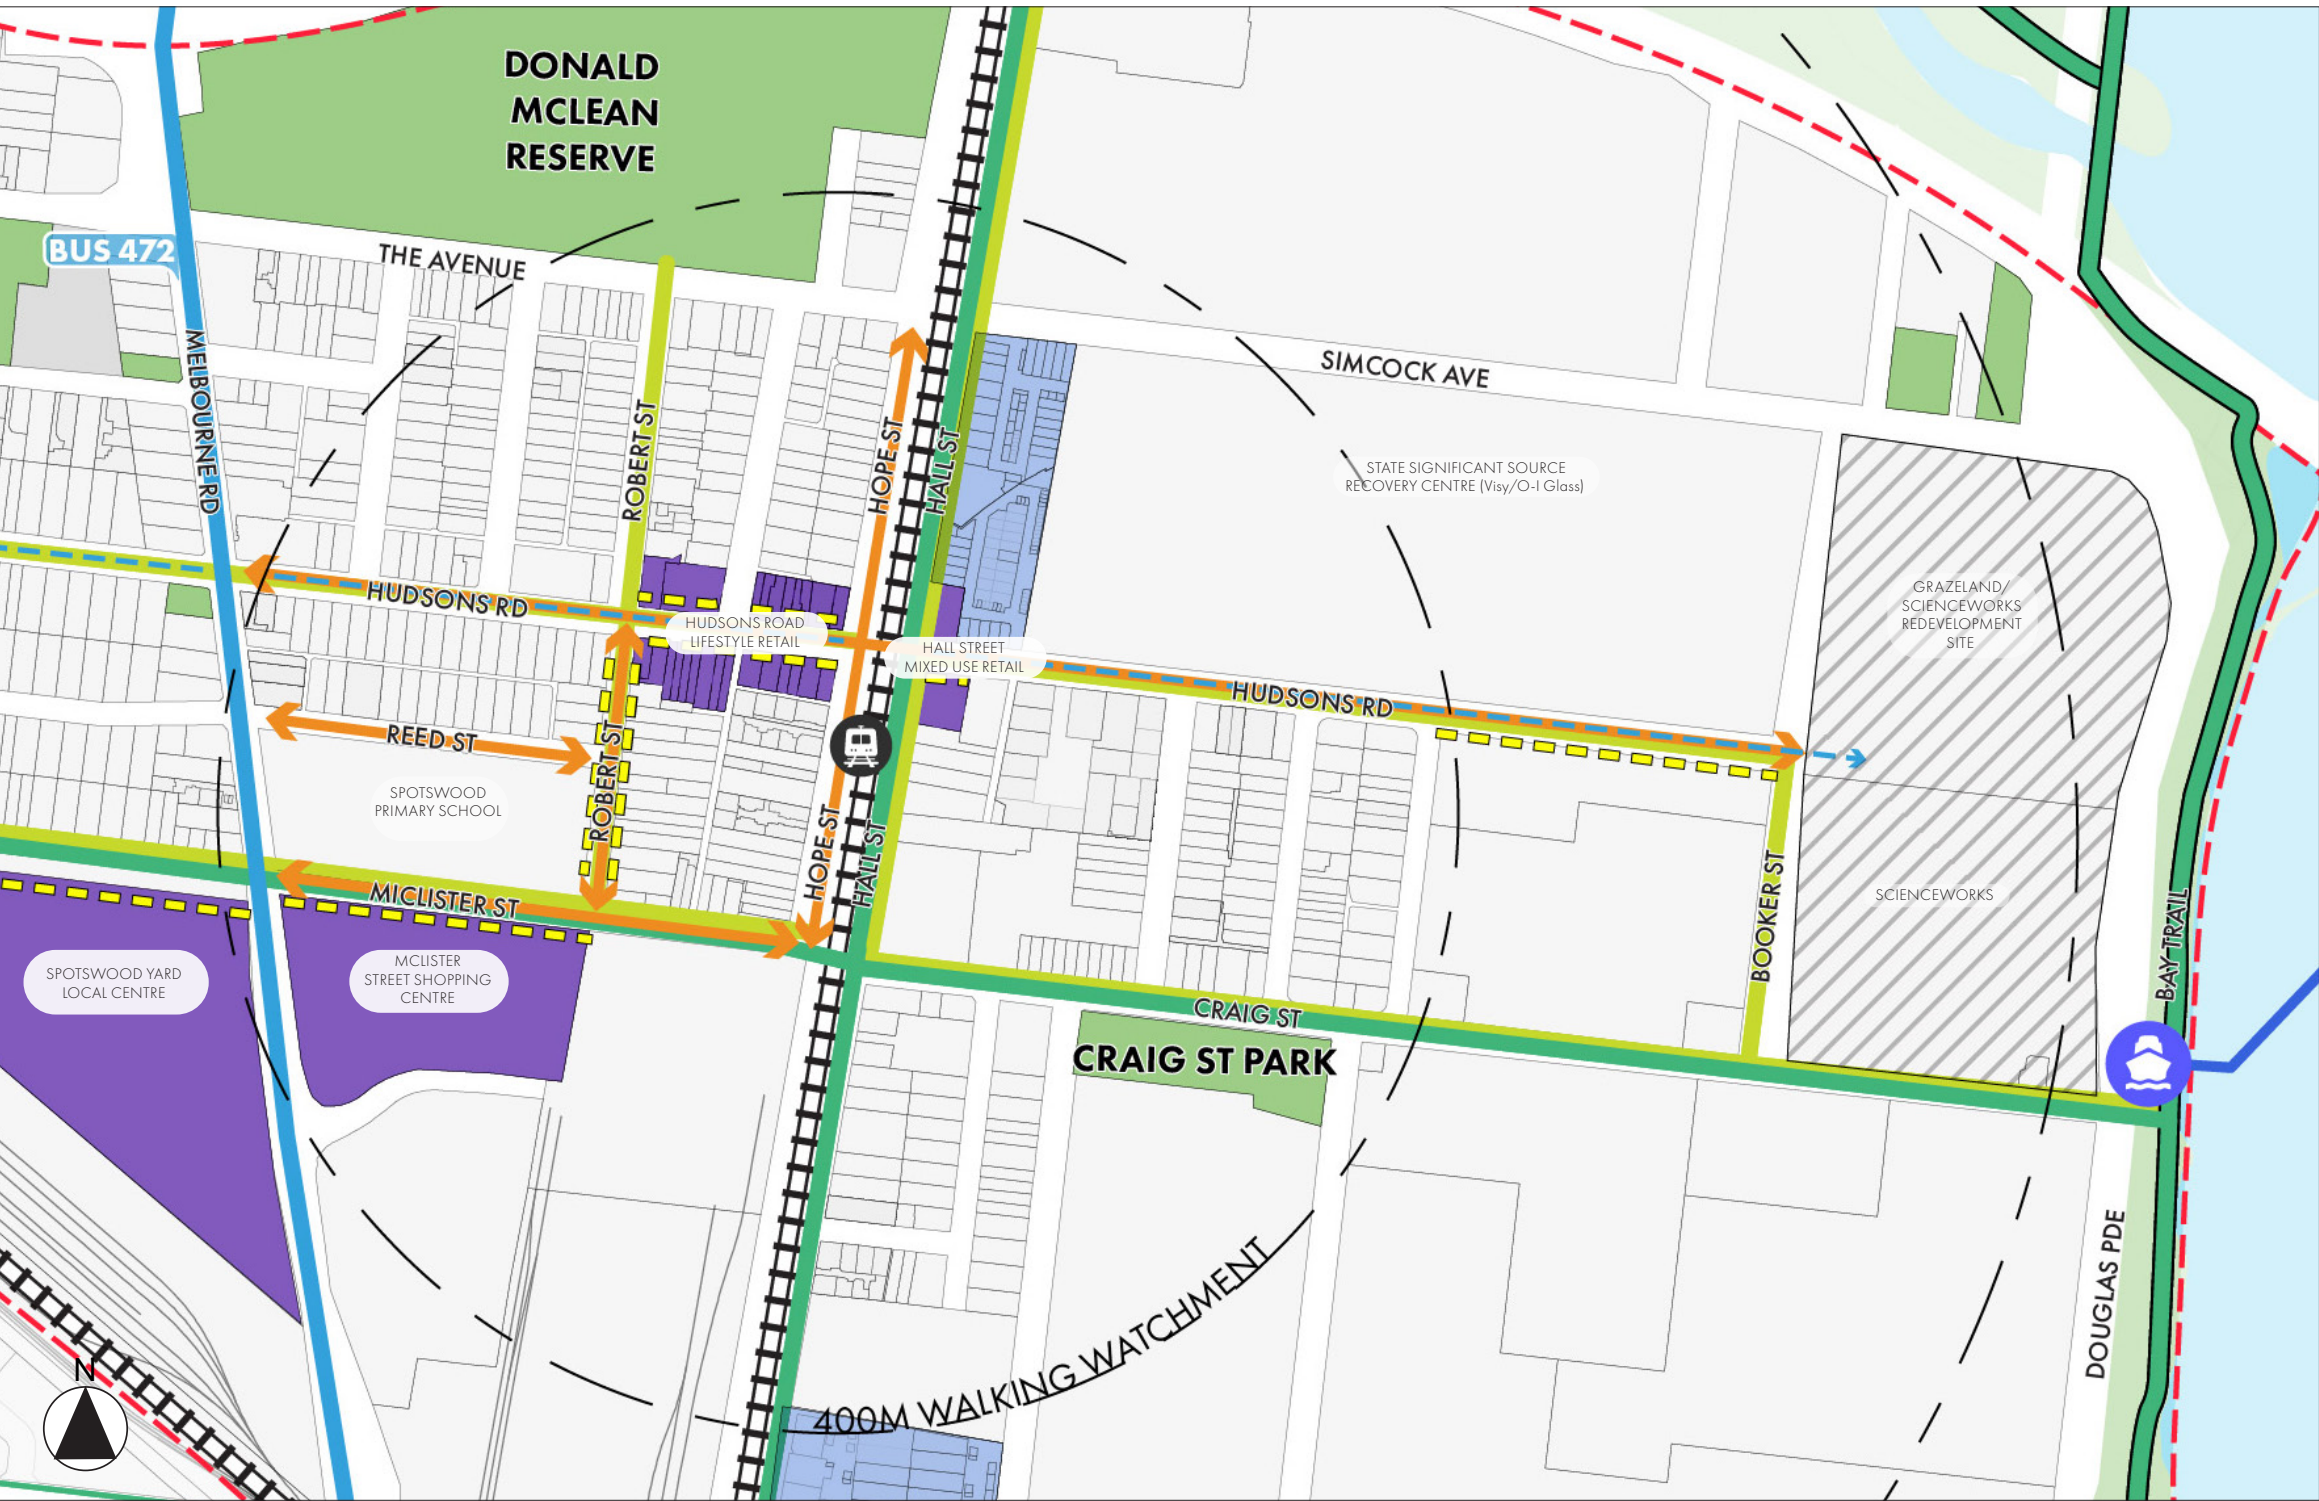 DONALD
MCLEAN
RESERVE
BUS 472
THE AVENUE
MELBOURNE RD
ROBERT ST
HOPE ST
HALL ST
SIMCOCK AVE
STATE SIGNIFICANT SOURCE
RECOVERY CENTRE (Visy/O-I Glass)
GRAZELAND/
SCIENCEWORKS
REDEVELOPMENT
SITE
HUDSONS RD
HUDSONS ROAD
LIFESTYLE RETAIL
HALL STREET
MIXED USE RETAIL
HUDSONS RD
REED ST
ROBERT ST
SPOTSWOOD
PRIMARY SCHOOL
HOPE ST
HALL ST
BOOKER ST
SCIENCEWORKS
BAY TRAIL
MICLISTER ST
SPOTSWOOD YARD
LOCAL CENTRE
MCLISTER
STREET SHOPPING
CENTRE
CRAIG ST
CRAIG ST PARK
DOUGLAS PDE
400M WALKING WATCHMENT
N